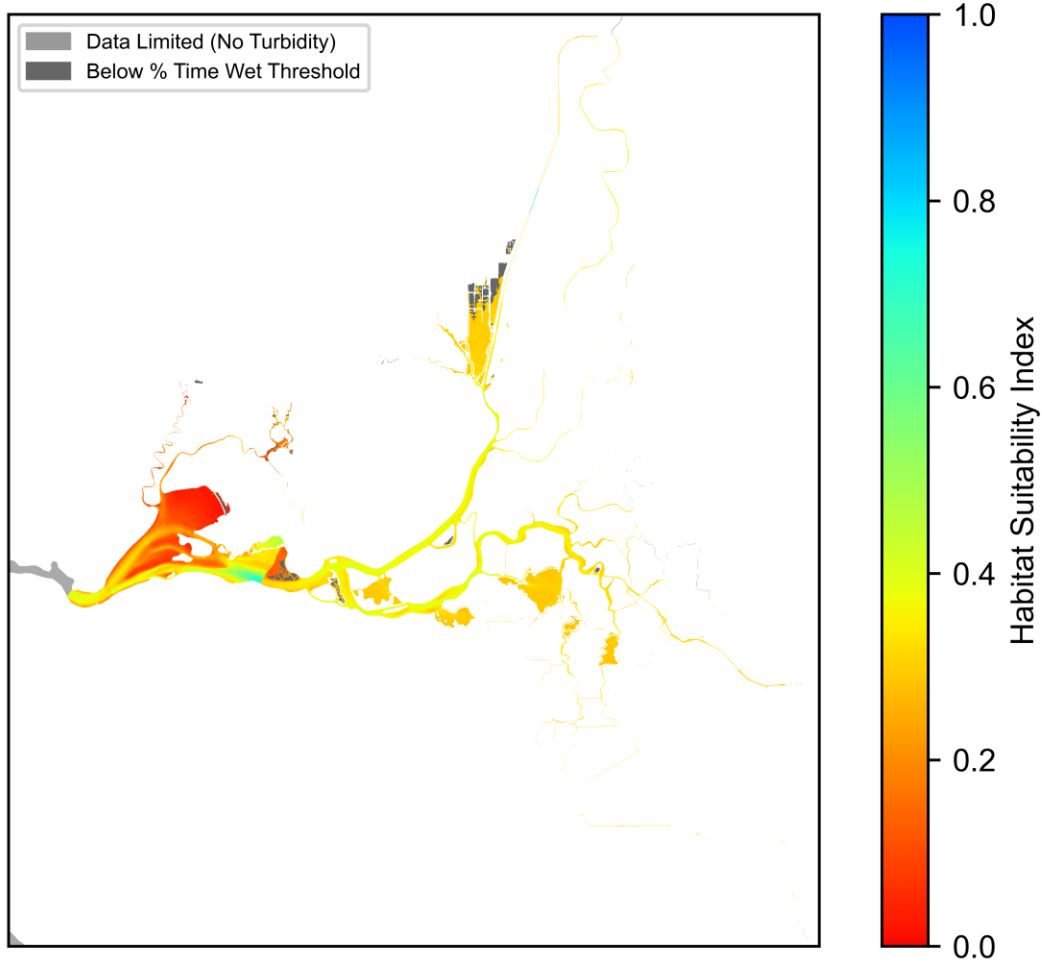 Data Limited (No Turbidity)
Below % Time Wet Threshold
1.0
0.8
0.6
0.4
0.2
0.0
Habitat Suitability Index